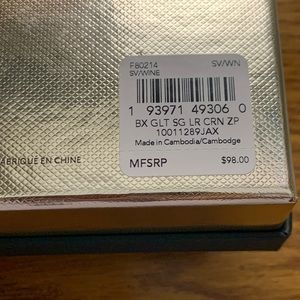 F80214 SV/WN
SV/WINE
1 93971 49306 0
BX GLT SG LR CRN ZP
10011289JAX
Made in Cambodia/Cambodge
MFSRP $98.00
ABRIQUÉ EN CHINE